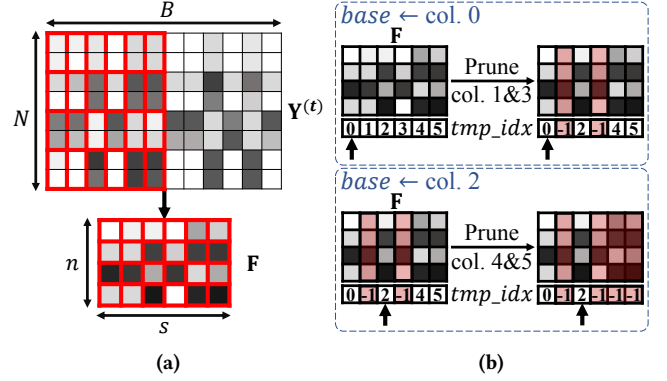 B
N
Y(t)
n
F
s
(a)
base ← col. 0
F
Prune
col. 1&3
0 1 2 3 4 5 tmp_idx 0 -1 2 -1 4 5
base ← col. 2
F
Prune
col. 4&5
0 -1 2 -1 4 5 tmp_idx 0 -1 2 -1 -1 -1
(b)